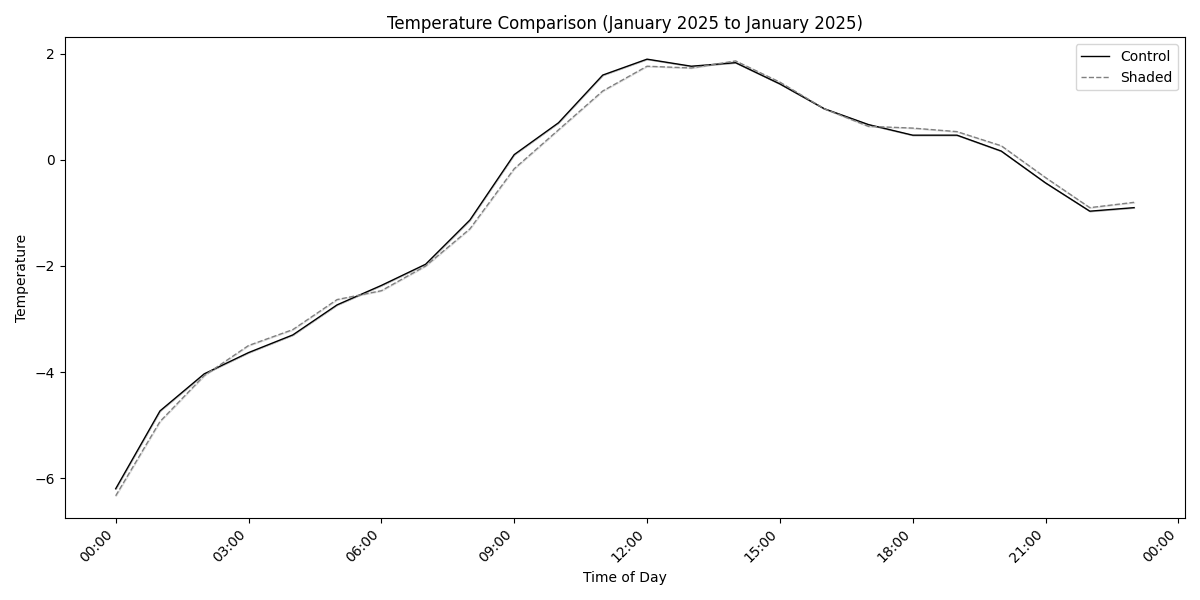 Temperature Comparison (January 2025 to January 2025)
Control
Shaded
2
0
−2
−4
−6
Temperature
00:00
03:00
06:00
09:00
12:00
15:00
18:00
21:00
00:00
Time of Day